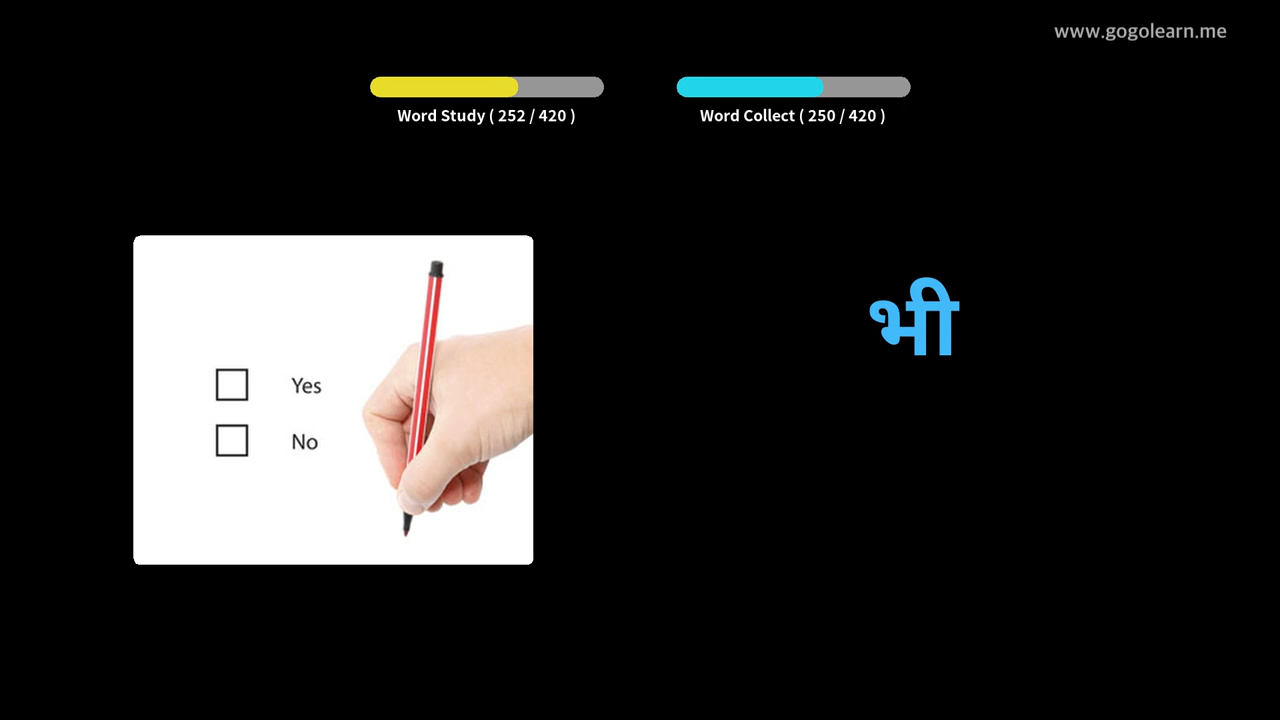 www.gogolearn.me
Word Study ( 252 / 420 )
Word Collect ( 250 / 420 )
भी
Yes
No